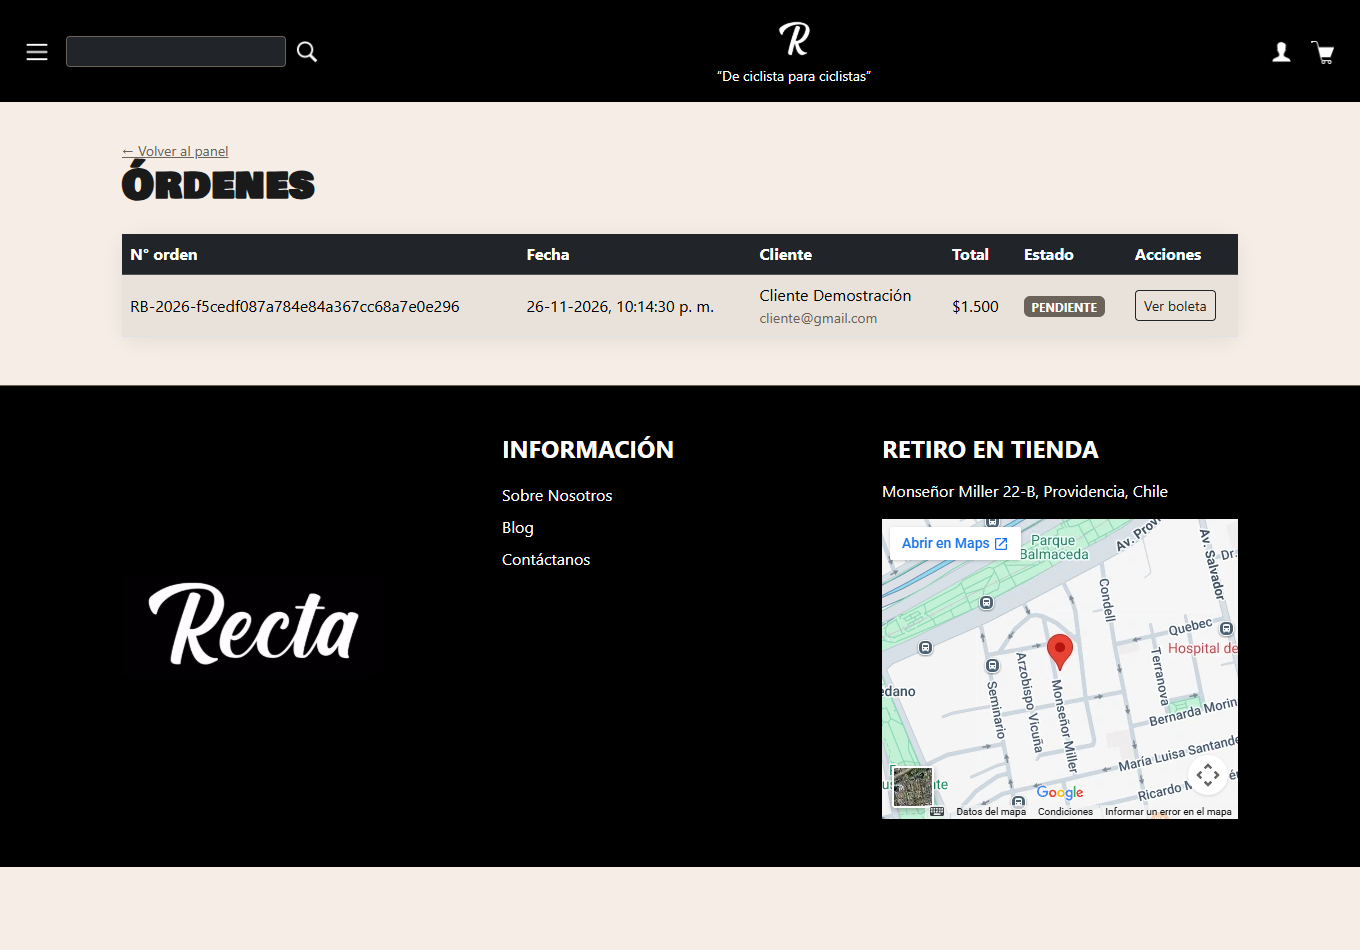 R
“De ciclista para ciclistas”
← Volver al panel
ÓRDENES
N° orden Fecha Cliente Total Estado Acciones
RB-2026-f5cedf087a784e84a367cc68a7e0e296 26-11-2026, 10:14:30 p. m. Cliente Demostración $1.500 PENDIENTE Ver boleta
cliente@gmail.com
Recta
INFORMACIÓN
Sobre Nosotros
Blog
Contáctanos
RETIRO EN TIENDA
Monseñor Miller 22-B, Providencia, Chile
Abrir en Maps
Parque
Balmaceda
Av. Prov
Av. Salvador
Dr.
Condell
Quebec
Hospital de
Terranova
Arzobispo Vicuña
Monseñor Miller
Seminario
edano
Bernarda Morin
María Luisa Santande
Ricardo M
Google
Datos del mapa Condiciones Informar un error en el mapa